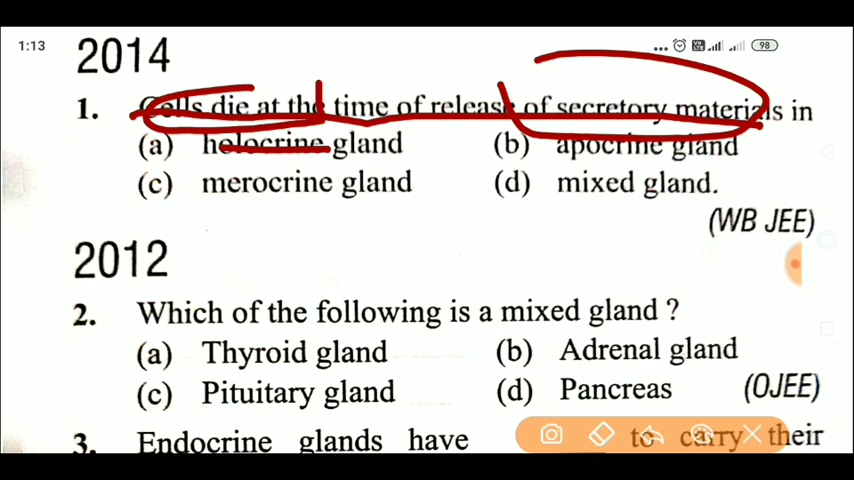 1:13
98
2014
1. Cells die at the time of release of secretory materials in
(a) holocrine gland (b) apocrine gland
(c) merocrine gland (d) mixed gland.
(WB JEE)
2012
2. Which of the following is a mixed gland ?
(a) Thyroid gland (b) Adrenal gland
(c) Pituitary gland (d) Pancreas (OJEE)
3. Endocrine glands have to carry their